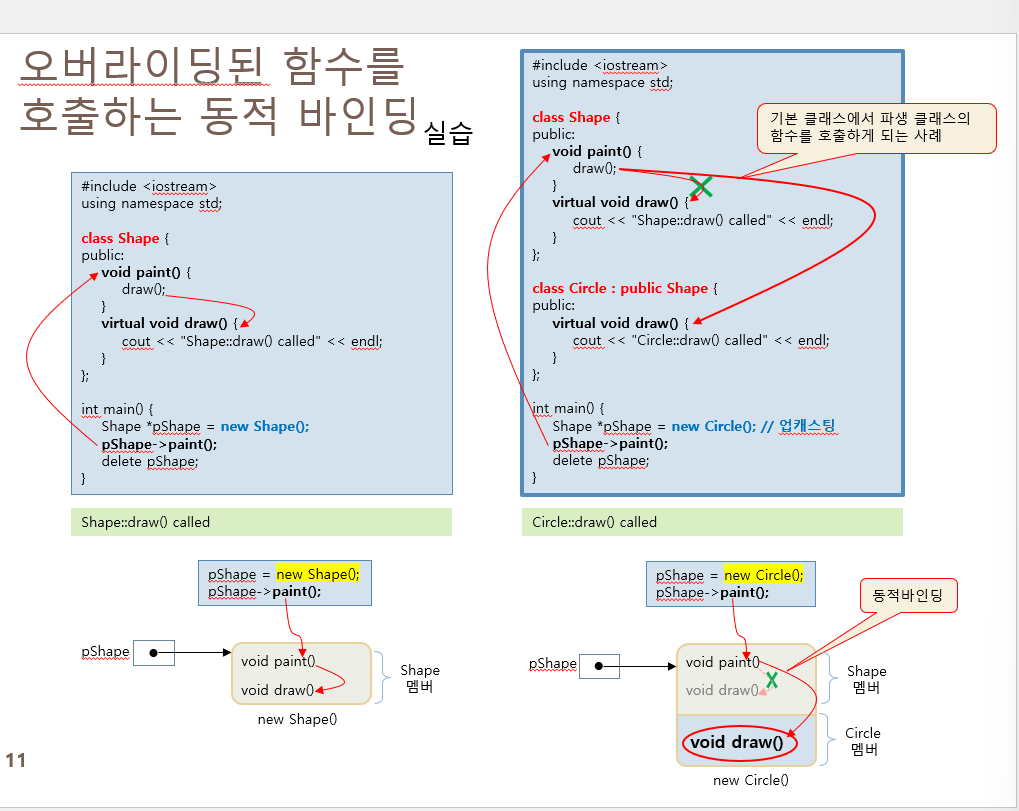 오버라이딩된 함수를
호출하는 동적 바인딩
실습
#include <iostream>
using namespace std;
class Shape {
public:
void paint() {
draw();
}
virtual void draw() {
cout << "Shape::draw() called" << endl;
}
};
int main() {
Shape *pShape = new Shape();
pShape->paint();
delete pShape;
}
Shape::draw() called
#include <iostream>
using namespace std;
class Shape {
public:
void paint() {
draw();
}
virtual void draw() {
cout << "Shape::draw() called" << endl;
}
};
class Circle : public Shape {
public:
virtual void draw() {
cout << "Circle::draw() called" << endl;
}
};
int main() {
Shape *pShape = new Circle(); // 업캐스팅
pShape->paint();
delete pShape;
}
기본 클래스에서 파생 클래스의
함수를 호출하게 되는 사례
Circle::draw() called
pShape = new Shape();
pShape->paint();
pShape
void paint()
void draw()
Shape
멤버
new Shape()
pShape = new Circle();
pShape->paint();
동적바인딩
pShape
void paint()
void draw()
Shape
멤버
void draw()
Circle
멤버
new Circle()
11